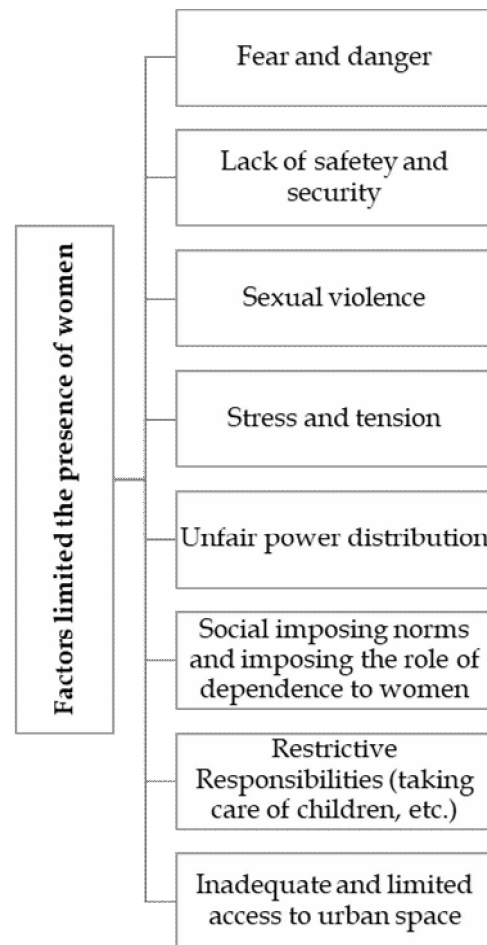 Factors limited the presence of women
Fear and danger
Lack of safetey and
security
Sexual violence
Stress and tension
Unfair power distribution
Social imposing norms
and imposing the role of
dependence to women
Restrictive
Responsibilities (taking
care of children, etc.)
Inadequate and limited
access to urban space